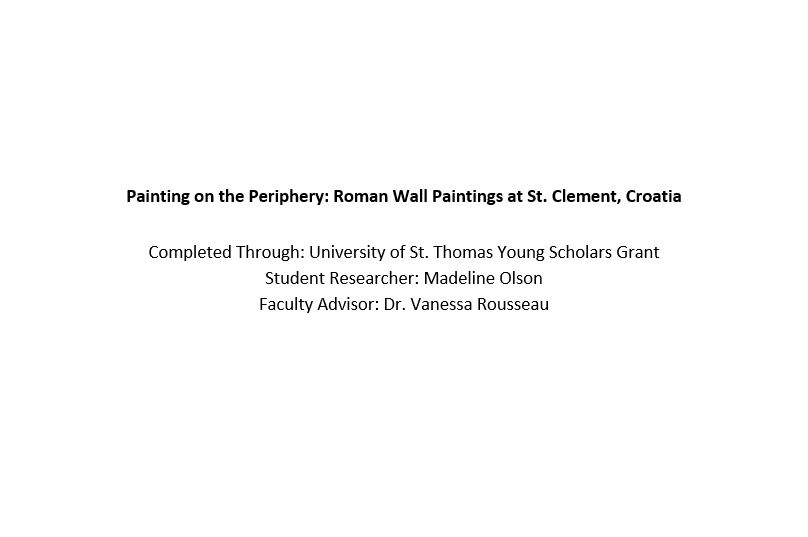 Painting on the Periphery: Roman Wall Paintings at St. Clement, Croatia
Completed Through: University of St. Thomas Young Scholars Grant
Student Researcher: Madeline Olson
Faculty Advisor: Dr. Vanessa Rousseau